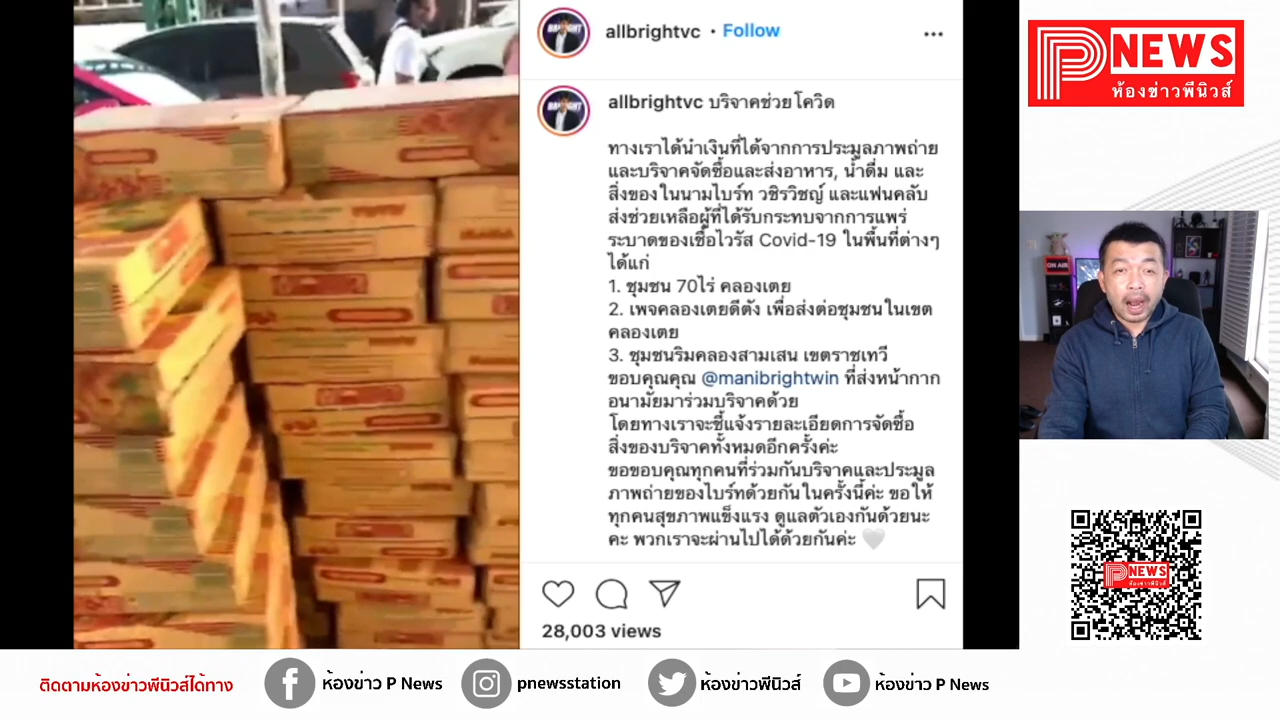 allbrightvc • Follow
allbrightvc บริจาคช่วยโควิด
ทางเราได้นำเงินที่ได้จากการประมูลภาพถ่าย
และบริจาคจัดซื้อและส่งอาหาร, น้ำดื่ม และ
สิ่งของในนามไบร์ท วชิรวิชญ์ และแฟนคลับ
ส่งช่วยเหลือผู้ที่ได้รับกระทบจากการแพร่
ระบาดของเชื้อไวรัส Covid-19 ในพื้นที่ต่างๆ
ได้แก่
1. ชุมชน 70ไร่ คลองเตย
2. เพจคลองเตยดีตัง เพื่อส่งต่อชุมชนในเขต
คลองเตย
3. ชุมชนริมคลองสามเสน เขตราชเทวี
ขอบคุณคุณ @manibrightwin ที่ส่งหน้ากาก
อนามัยมาร่วมบริจาคด้วย
โดยทางเราจะชี้แจ้งรายละเอียดการจัดซื้อ
สิ่งของบริจาคทั้งหมดอีกครั้งค่ะ
ขอขอบคุณทุกคนที่ร่วมกันบริจาคและประมูล
ภาพถ่ายของไบร์ทด้วยกันในครั้งนี้ค่ะ ขอให้
ทุกคนสุขภาพแข็งแรง ดูแลตัวเองกันด้วยนะ
คะ พวกเราจะผ่านไปได้ด้วยกันค่ะ 🤍
28,003 views
P NEWS
ห้องข่าวพีนิวส์
ON AIR
P NEWS
ห้องข่าวพีนิวส์
ติดตามห้องข่าวพีนิวส์ได้ทาง
ห้องข่าว P News
pnewsstation
ห้องข่าวพีนิวส์
ห้องข่าว P News